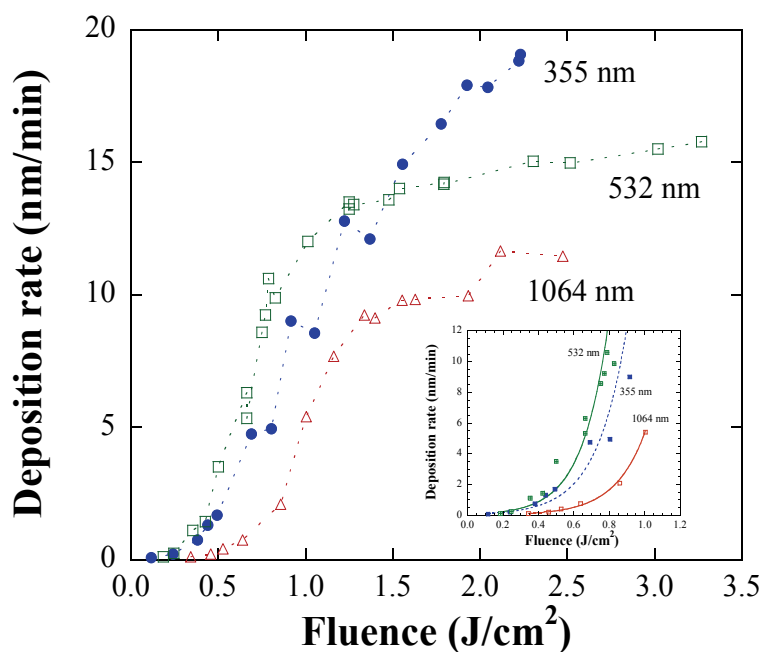 20
15
10
5
0
Deposition rate (nm/min)
355 nm
532 nm
1064 nm
0.0 0.5 1.0 1.5 2.0 2.5 3.0 3.5
Fluence (J/cm²)
12
10
8
6
4
2
0
Deposition rate (nm/min)
532 nm
355 nm
1064 nm
0.0 0.2 0.4 0.6 0.8 1.0 1.2
Fluence (J/cm²)